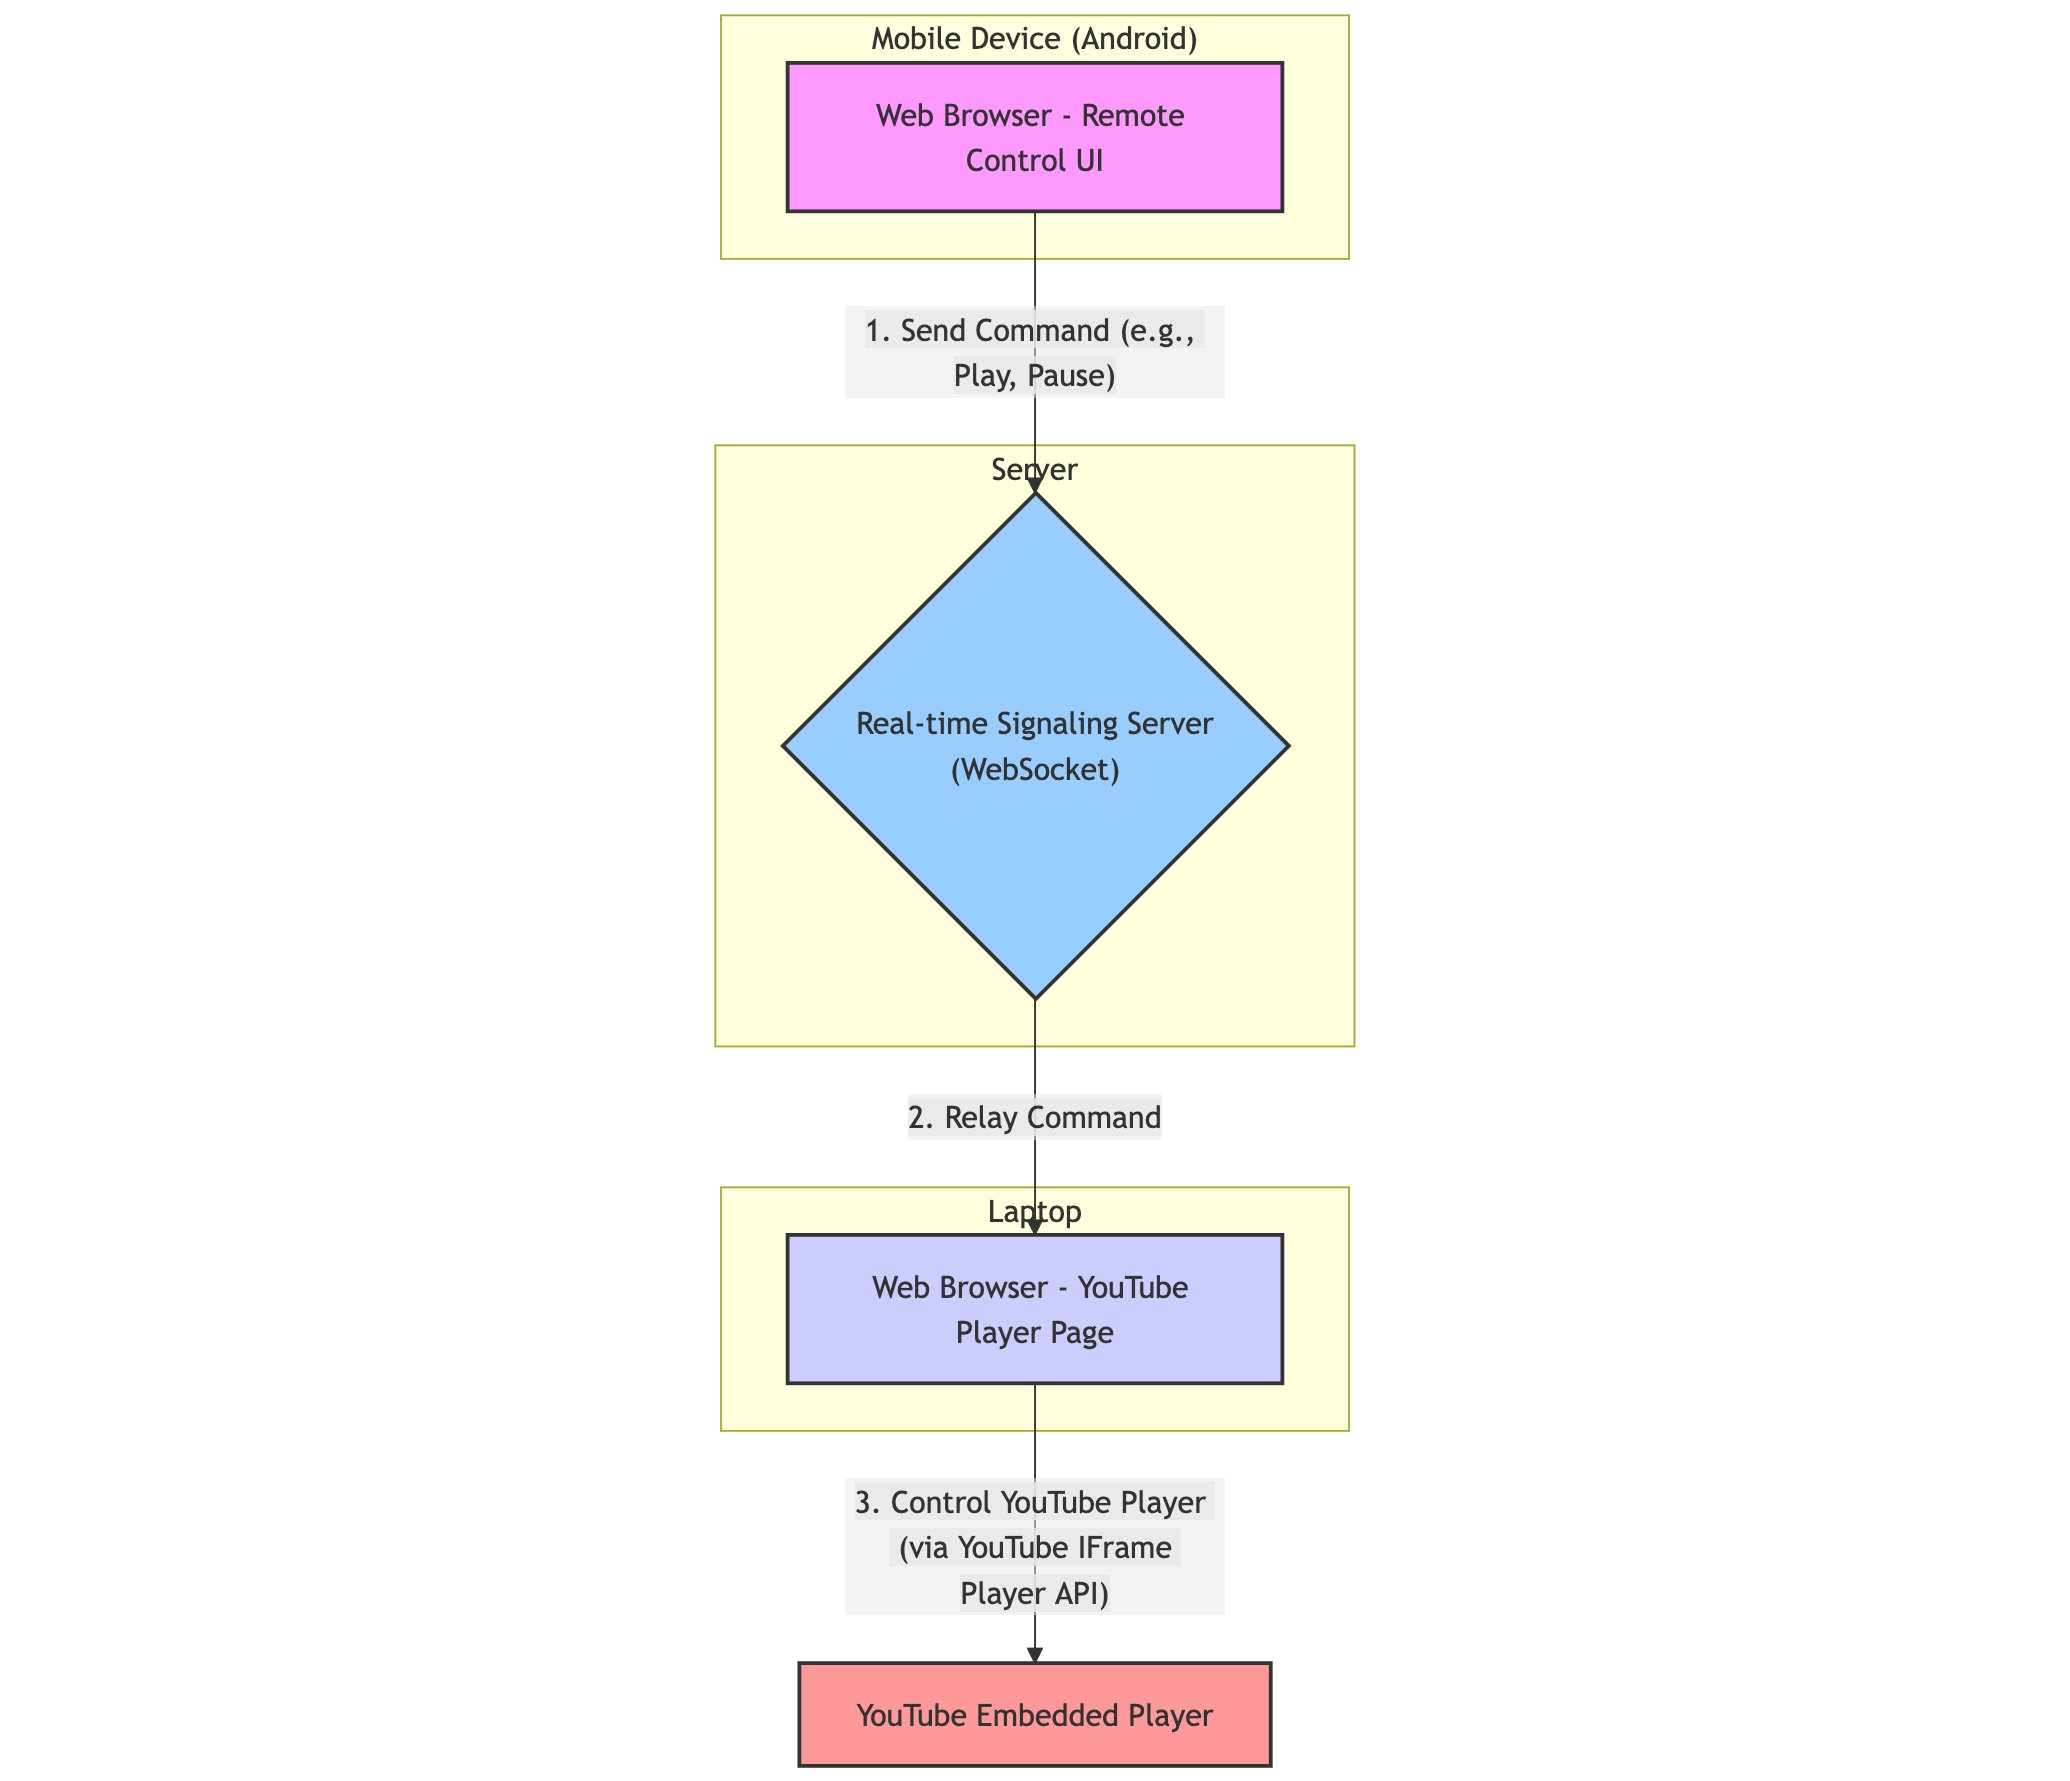 Mobile Device (Android)
Web Browser - Remote
Control UI
1. Send Command (e.g.,
Play, Pause)
Server
Real-time Signaling Server
(WebSocket)
2. Relay Command
Laptop
Web Browser - YouTube
Player Page
3. Control YouTube Player
(via YouTube IFrame
Player API)
YouTube Embedded Player